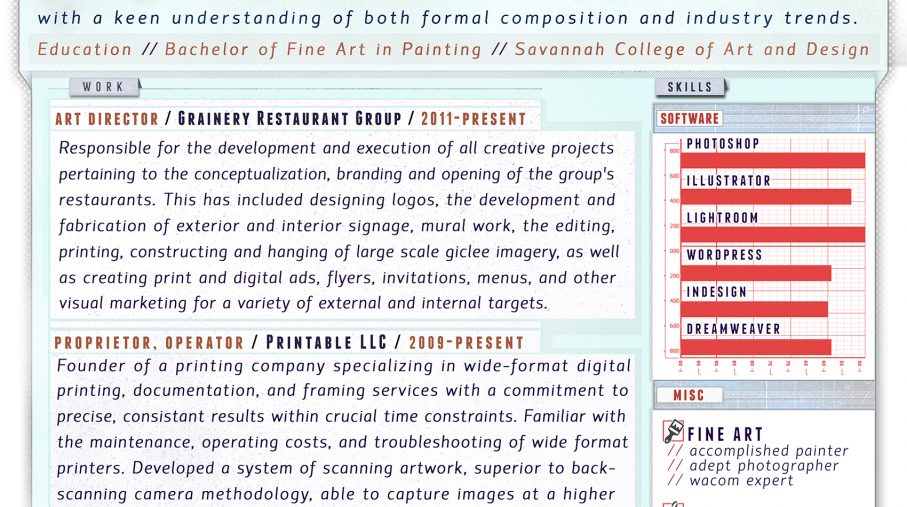 with a keen understanding of both formal composition and industry trends.
Education // Bachelor of Fine Art in Painting // Savannah College of Art and Design
WORK
ART DIRECTOR / GRAINERY RESTAURANT GROUP / 2011-PRESENT
Responsible for the development and execution of all creative projects
pertaining to the conceptualization, branding and opening of the group's
restaurants. This has included designing logos, the development and
fabrication of exterior and interior signage, mural work, the editing,
printing, constructing and hanging of large scale giclee imagery, as well
as creating print and digital ads, flyers, invitations, menus, and other
visual marketing for a variety of external and internal targets.
PROPRIETOR, OPERATOR / PRINTABLE LLC / 2009-PRESENT
Founder of a printing company specializing in wide-format digital
printing, documentation, and framing services with a commitment to
precise, consistant results within crucial time constraints. Familiar with
the maintenance, operating costs, and troubleshooting of wide format
printers. Developed a system of scanning artwork, superior to back-
scanning camera methodology, able to capture images at a higher
SKILLS
SOFTWARE
PHOTOSHOP
ILLUSTRATOR
LIGHTROOM
WORDPRESS
INDESIGN
DREAMWEAVER
MISC
FINE ART
// accomplished painter
// adept photographer
// wacom expert